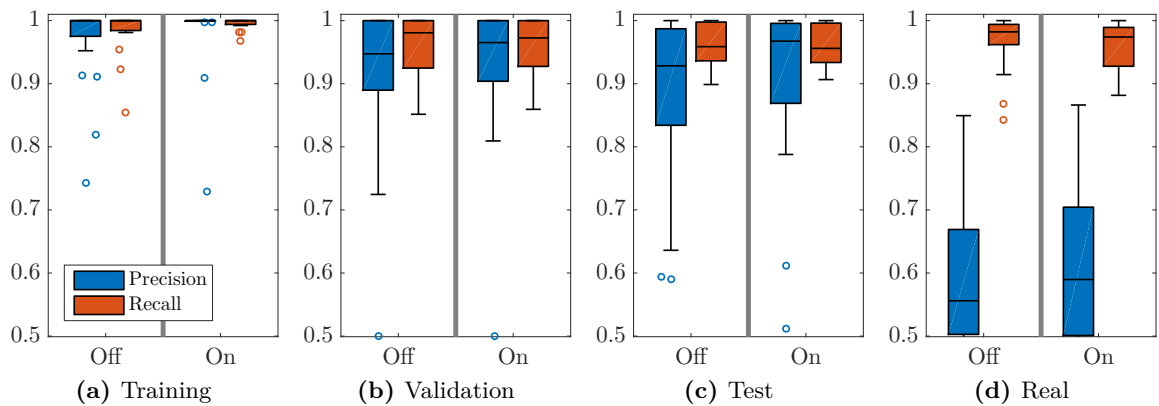 1 1 1 1
0.9 0.9 0.9 0.9
0.8 0.8 0.8 0.8
0.7 0.7 0.7 0.7
0.6 0.6 0.6 0.6
Precision
Recall
0.5 0.5 0.5 0.5
Off On Off On Off On Off On
(a) Training (b) Validation (c) Test (d) Real